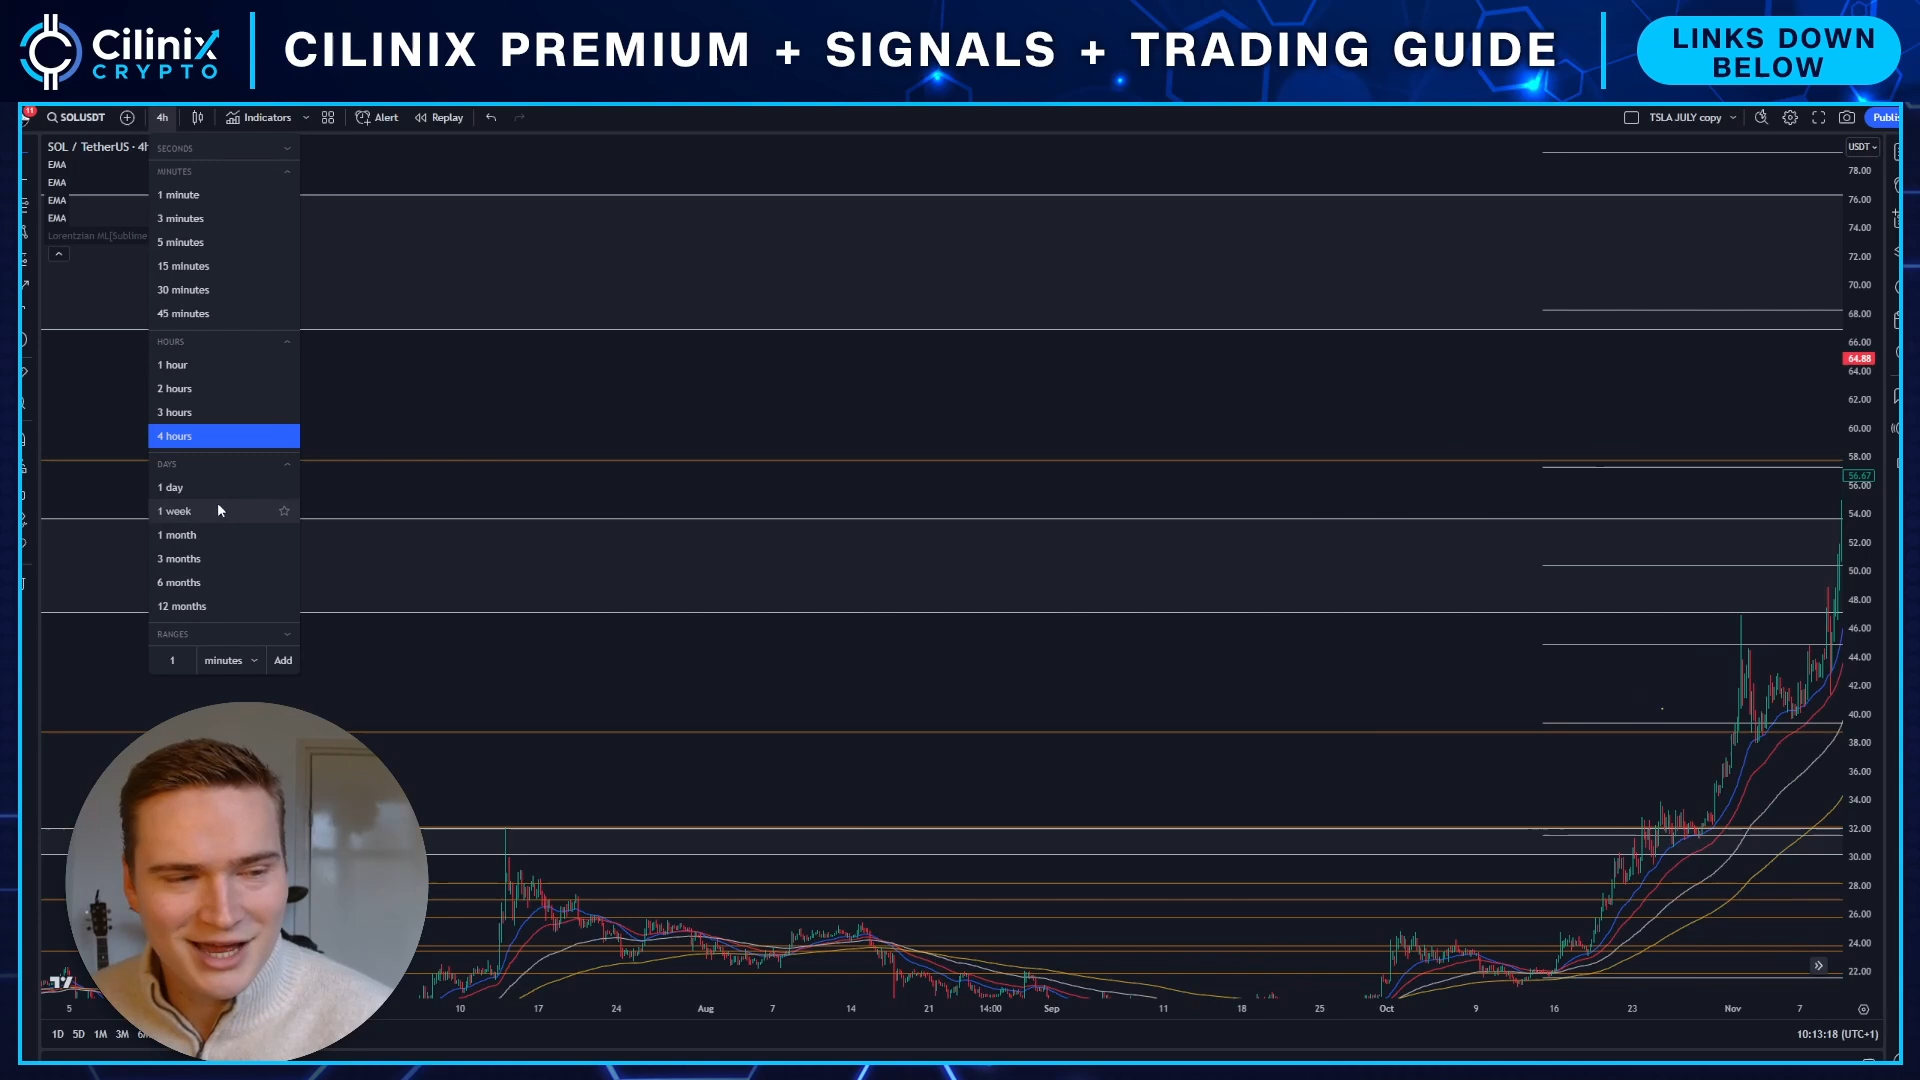 Cilinix
CRYPTO
CILINIX PREMIUM + SIGNALS + TRADING GUIDE
LINKS DOWN
BELOW
11
SOLUSDT
4h
Indicators
Alert
Replay
TSLA JULY copy
Publis
SOL / TetherUS · 4h
EMA
EMA
EMA
EMA
Lorentzian ML[Sublime
SECONDS
MINUTES
1 minute
3 minutes
5 minutes
15 minutes
30 minutes
45 minutes
HOURS
1 hour
2 hours
3 hours
4 hours
DAYS
1 day
1 week
1 month
3 months
6 months
12 months
RANGES
1 minutes Add
USDT
78.00
76.00
74.00
72.00
70.00
68.00
66.00
64.88
64.00
62.00
60.00
58.00
56.67
56.00
54.00
52.00
50.00
48.00
46.00
44.00
42.00
40.00
38.00
36.00
34.00
32.00
30.00
28.00
26.00
24.00
22.00
5 10 17 24 Aug 7 14 21 14:00 Sep 11 18 25 Oct 9 16 23 Nov 7
1D 5D 1M 3M
10:13:18 (UTC+1)